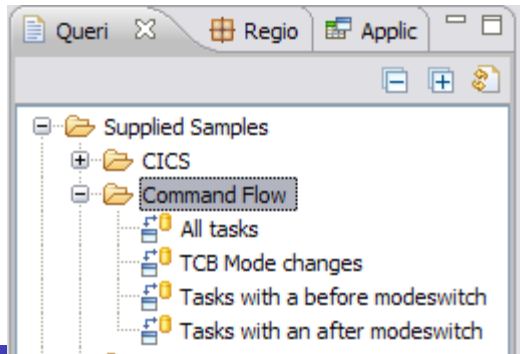 Queri Regio Applic
Supplied Samples
CICS
Command Flow
All tasks
TCB Mode changes
Tasks with a before modeswitch
Tasks with an after modeswitch